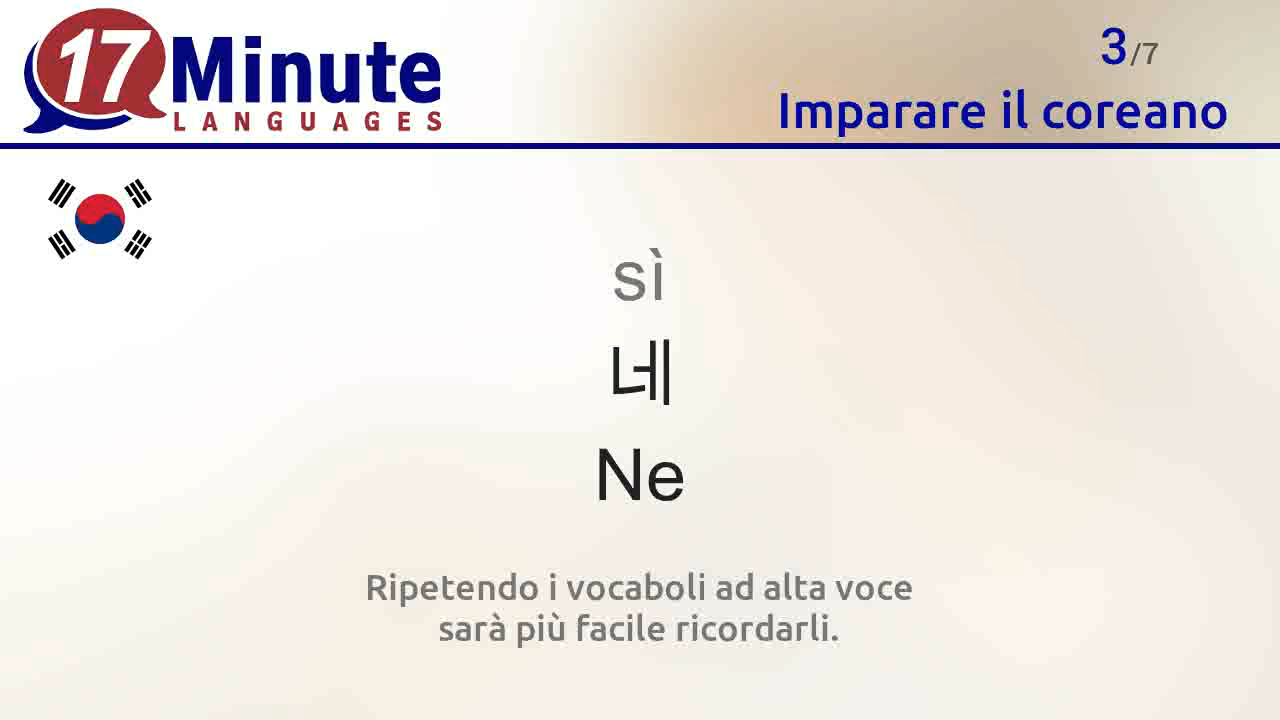 17 Minute
LANGUAGES
3/7
Imparare il coreano
sì
네
Ne
Ripetendo i vocaboli ad alta voce
sarà più facile ricordarli.